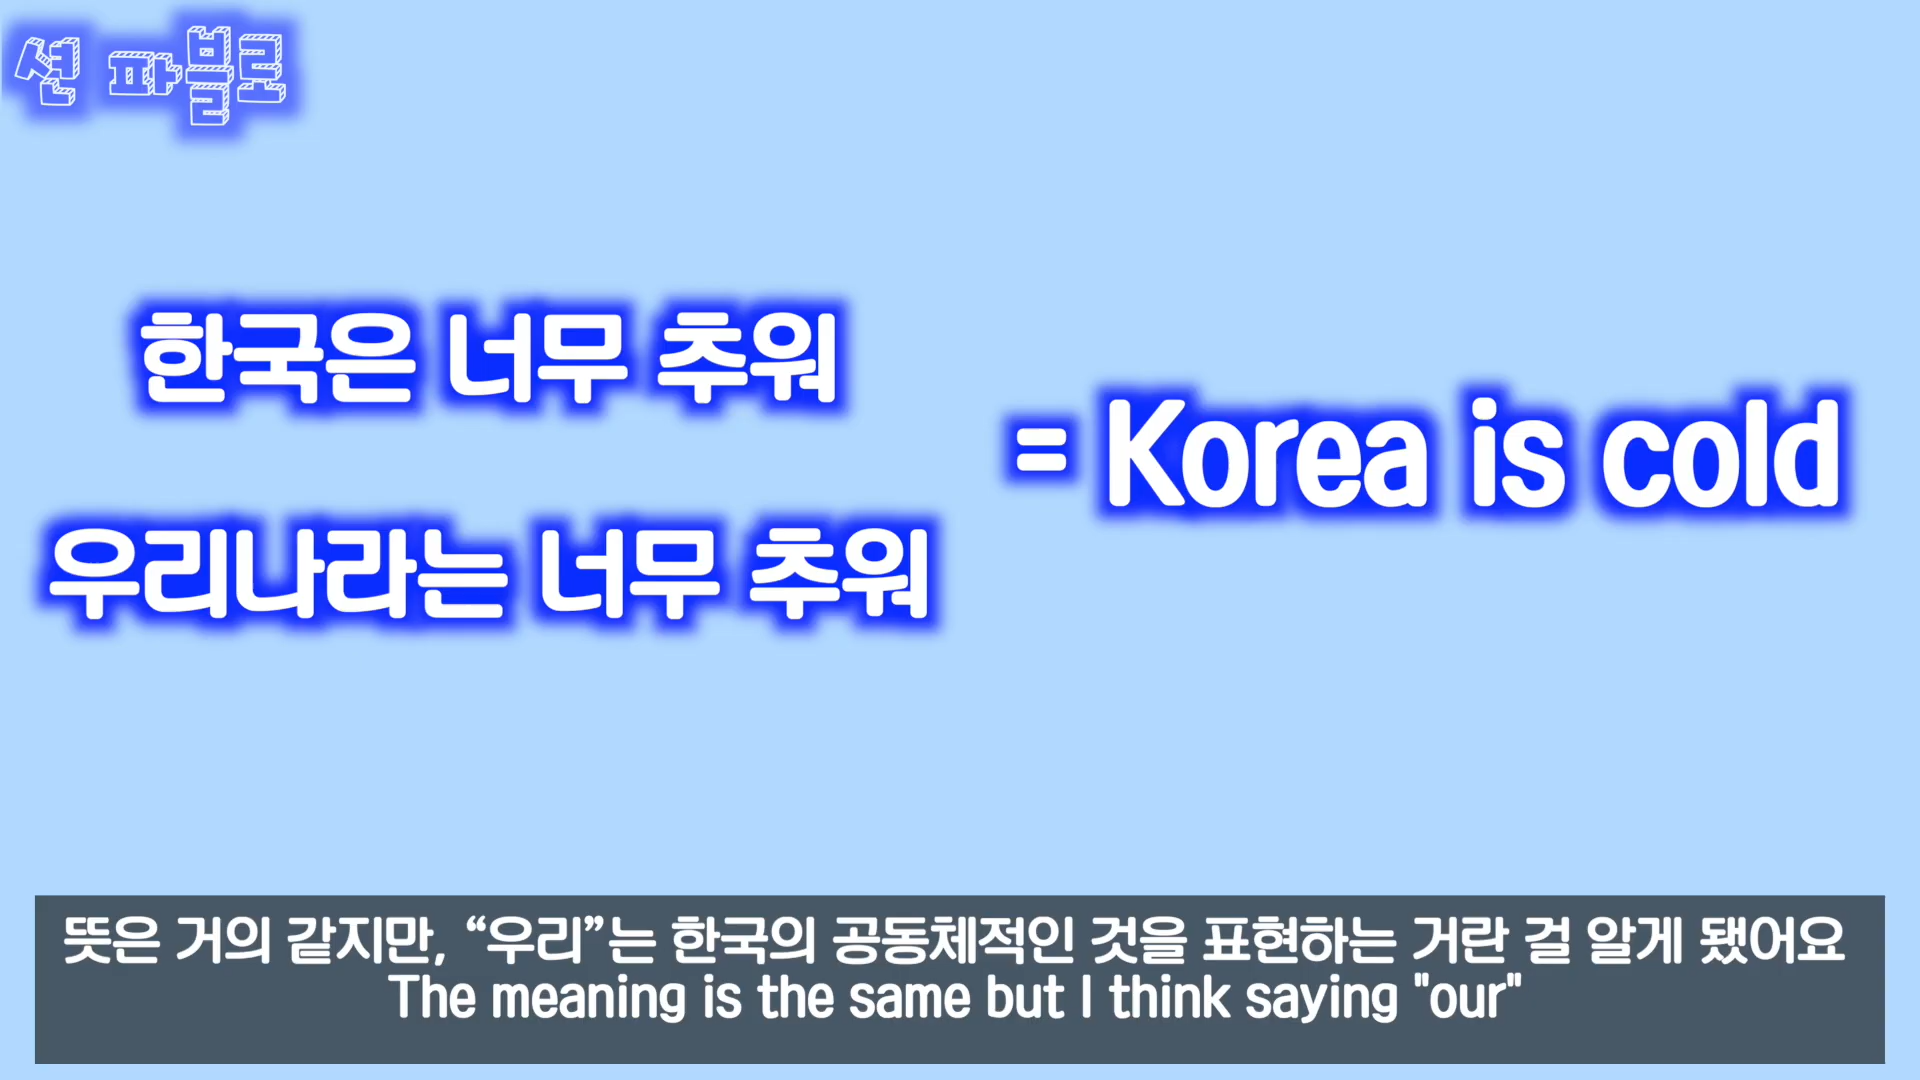 션 파블로
한국은 너무 추워
= Korea is cold
우리나라는 너무 추워
뜻은 거의 같지만, “우리”는 한국의 공동체적인 것을 표현하는 거란 걸 알게 됐어요
The meaning is the same but I think saying "our"